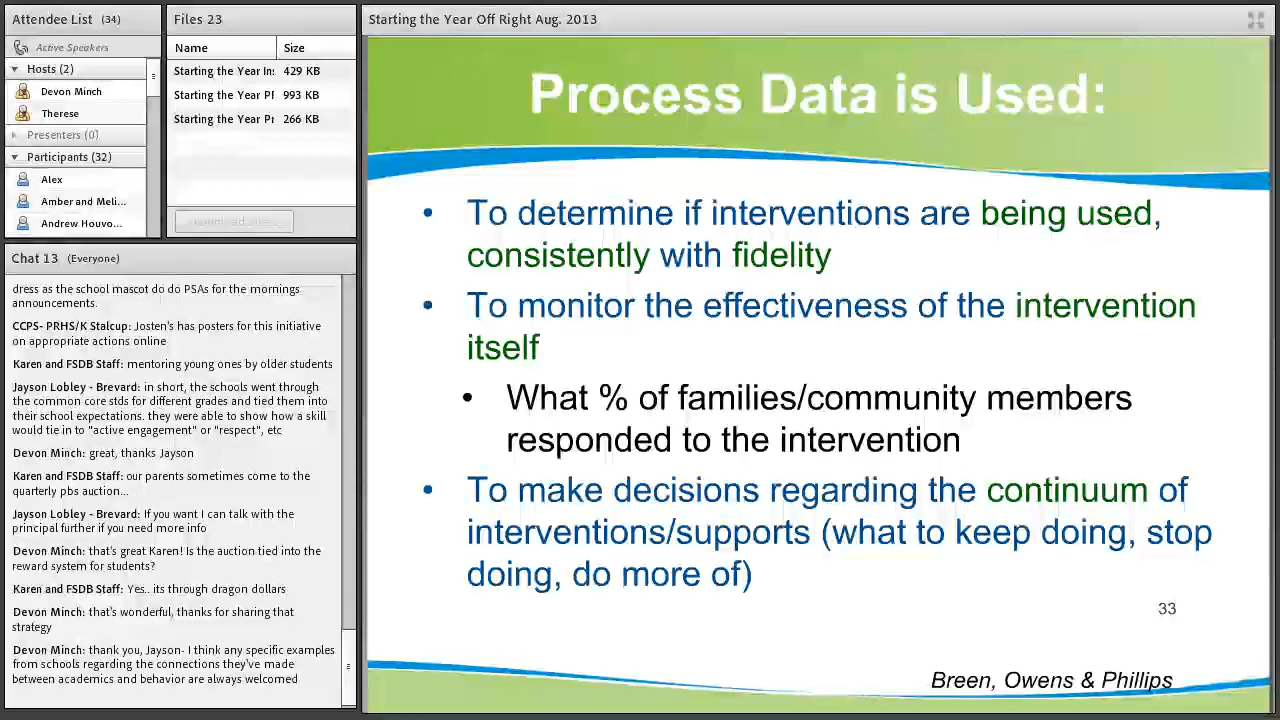 Attendee List (34)
Active Speakers
Hosts (2)
Devon Minch
Therese
Presenters (0)
Participants (32)
Alex
Amber and Meli...
Andrew Houvo...
Files 23
Name Size
Starting the Year In: 429 KB
Starting the Year Pl 993 KB
Starting the Year Pr 266 KB
Chat 13 (Everyone)
dress as the school mascot do do PSAs for the mornings
announcements.
CCPS- PRHS/K Stalcup: Josten's has posters for this initiative
on appropriate actions online
Karen and FSDB Staff: mentoring young ones by older students
Jayson Lobley - Brevard: in short, the schools went through
the common core stds for different grades and tied them into
their school expectations. they were able to show how a skill
would tie in to "active engagement" or "respect", etc
Devon Minch: great, thanks Jayson
Karen and FSDB Staff: our parents sometimes come to the
quarterly pbs auction...
Jayson Lobley - Brevard: If you want I can talk with the
principal further if you need more info
Devon Minch: that's great Karen! Is the auction tied into the
reward system for students?
Karen and FSDB Staff: Yes.. its through dragon dollars
Devon Minch: that's wonderful, thanks for sharing that
strategy
Devon Minch: thank you, Jayson- I think any specific examples
from schools regarding the connections they've made
between academics and behavior are always welcomed
Starting the Year Off Right Aug. 2013
Process Data is Used:
• To determine if interventions are being used,
consistently with fidelity
• To monitor the effectiveness of the intervention
itself
• What % of families/community members
responded to the intervention
• To make decisions regarding the continuum of
interventions/supports (what to keep doing, stop
doing, do more of)
33
Breen, Owens & Phillips